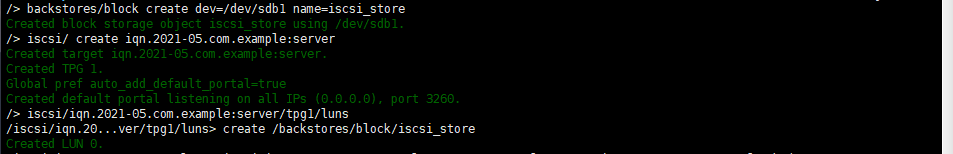 /> backstores/block create dev=/dev/sdb1 name=iscsi_store
Created block storage object iscsi_store using /dev/sdb1.
/> iscsi/ create iqn.2021-05.com.example:server
Created target iqn.2021-05.com.example:server.
Created TPG 1.
Global pref auto_add_default_portal=true
Created default portal listening on all IPs (0.0.0.0), port 3260.
/> iscsi/iqn.2021-05.com.example:server/tpg1/luns
/iscsi/iqn.20...ver/tpg1/luns> create /backstores/block/iscsi_store
Created LUN 0.